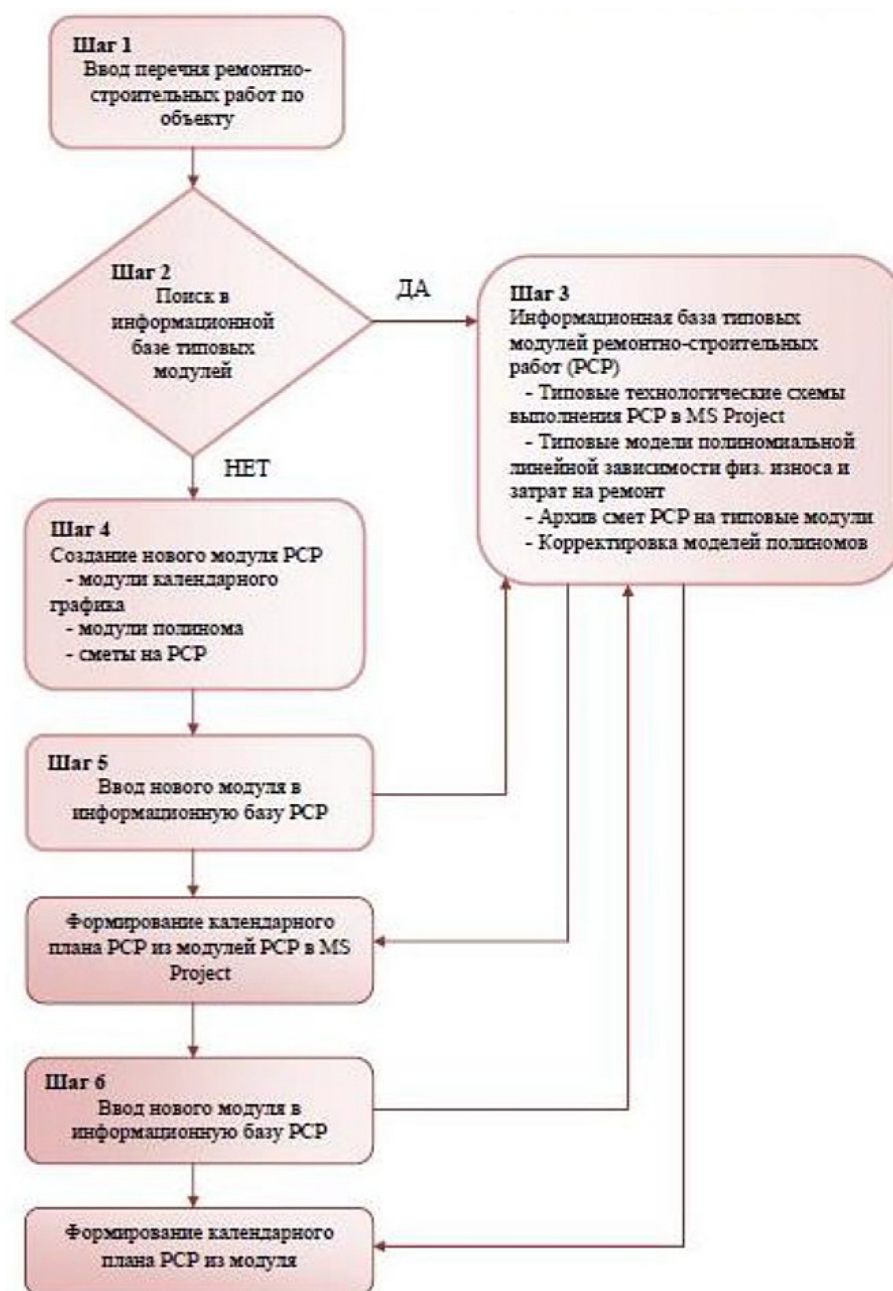 Шаг 1
Ввод перечня ремонтно-
строительных работ по
объекту
Шаг 2
Поиск в
информационной
базе типовых
модулей
ДА
НЕТ
Шаг 3
Информационная база типовых
модулей ремонтно-строительных
работ (РСР)
- Типовые технологические схемы
выполнения РСР в MS Project
- Типовые модели полиномиальной
линейной зависимости физ. износа и
затрат на ремонт
- Архив смет РСР на типовые модули
- Корректировка моделей полиномов
Шаг 4
Создание нового модуля РСР
- модули календарного
графика
- модули полинома
- сметы на РСР
Шаг 5
Ввод нового модуля в
информационную базу РСР
Формирование календарного
плана РСР из модулей РСР в MS
Project
Шаг 6
Ввод нового модуля в
информационную базу РСР
Формирование календарного
плана РСР из модуля